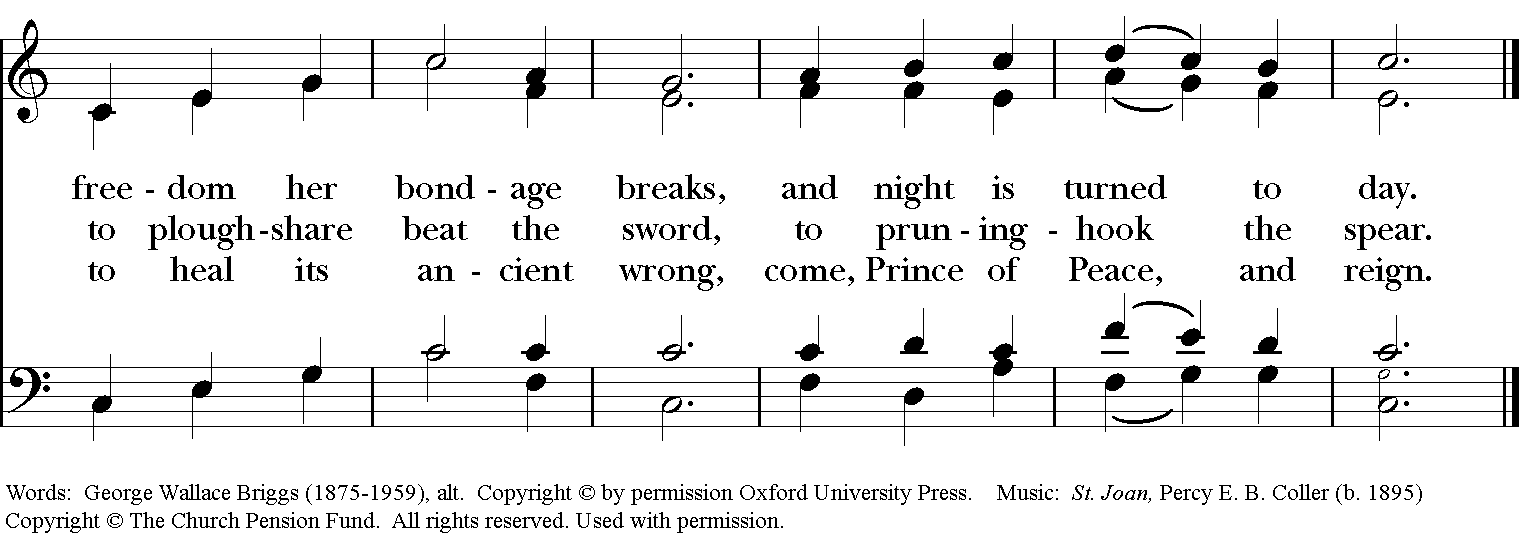 free - dom her bond - age breaks, and night is turned to day.
to plough - share beat the sword, to prun - ing - hook the spear.
to heal its an - cient wrong, come, Prince of Peace, and reign.
Words: George Wallace Briggs (1875-1959), alt. Copyright © by permission Oxford University Press. Music: St. Joan, Percy E. B. Coller (b. 1895)
Copyright © The Church Pension Fund. All rights reserved. Used with permission.